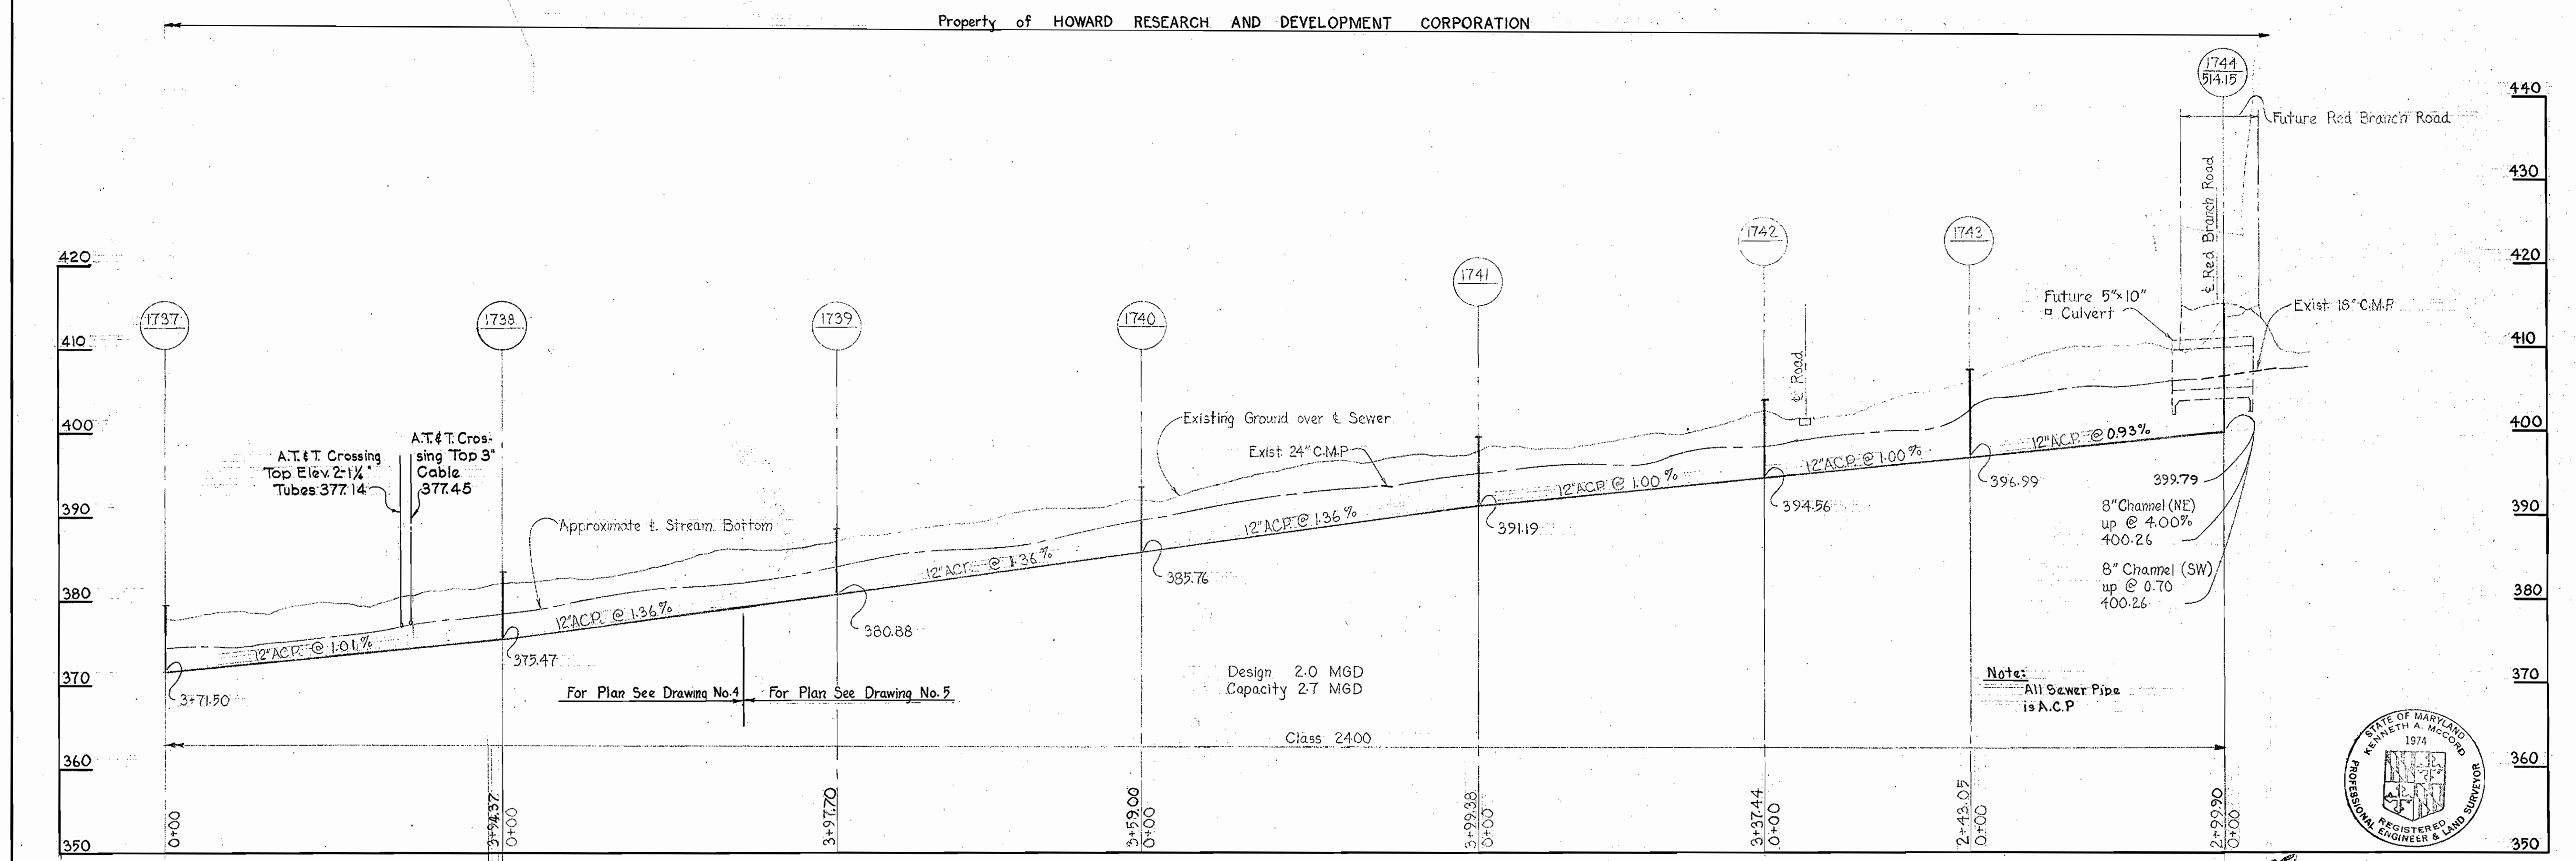 Property of HOWARD RESEARCH AND DEVELOPMENT CORPORATION
1744
514.15
440
440
Future Red Branch Road
430
℄ Red Branch Road
1742
1743
420
420
1741
Future 5"x10"
□ Culvert
Exist. 18" C.M.P.
1737
1738
1739
1740
410
410
℄ Road
400
400
Existing Ground over ℄ Sewer
Exist. 24" C.M.P.
A.T.&T. Crossing
Top Elev. 2-1¼"
Tubes 377.14
A.T.&T. Cros-
sing Top 3"
Cable
377.45
12" A.C.P. @ 1.00%
12" A.C.P. @ 1.00%
12" A.C.P. @ 0.93%
396.99
399.79
394.56
8" Channel (NE)
up @ 4.00%
400.26
390
390
Approximate ℄ Stream Bottom
12" A.C.P. @ 1.36%
391.19
12" A.C.P. @ 1.36%
385.76
8" Channel (SW)
up @ 0.70
400.26
380
380
12" A.C.P. @ 1.36%
380.88
12" A.C.P. @ 1.01%
375.47
370
370
3+71.50
For Plan See Drawing No. 4
For Plan See Drawing No. 5
Design 2.0 MGD
Capacity 2.7 MGD
Note:
All Sewer Pipe
is A.C.P
Class 2400
360
360
STATE OF MARYLAND
KENNETH A. McCORD
1974
REGISTERED
PROFESSIONAL ENGINEER & LAND SURVEYOR
0+00
3+94.37
0+00
3+97.70
3+59.00
0+00
3+99.38
0+00
3+37.44
0+00
2+43.05
0+00
2+99.90
0+00
350
350